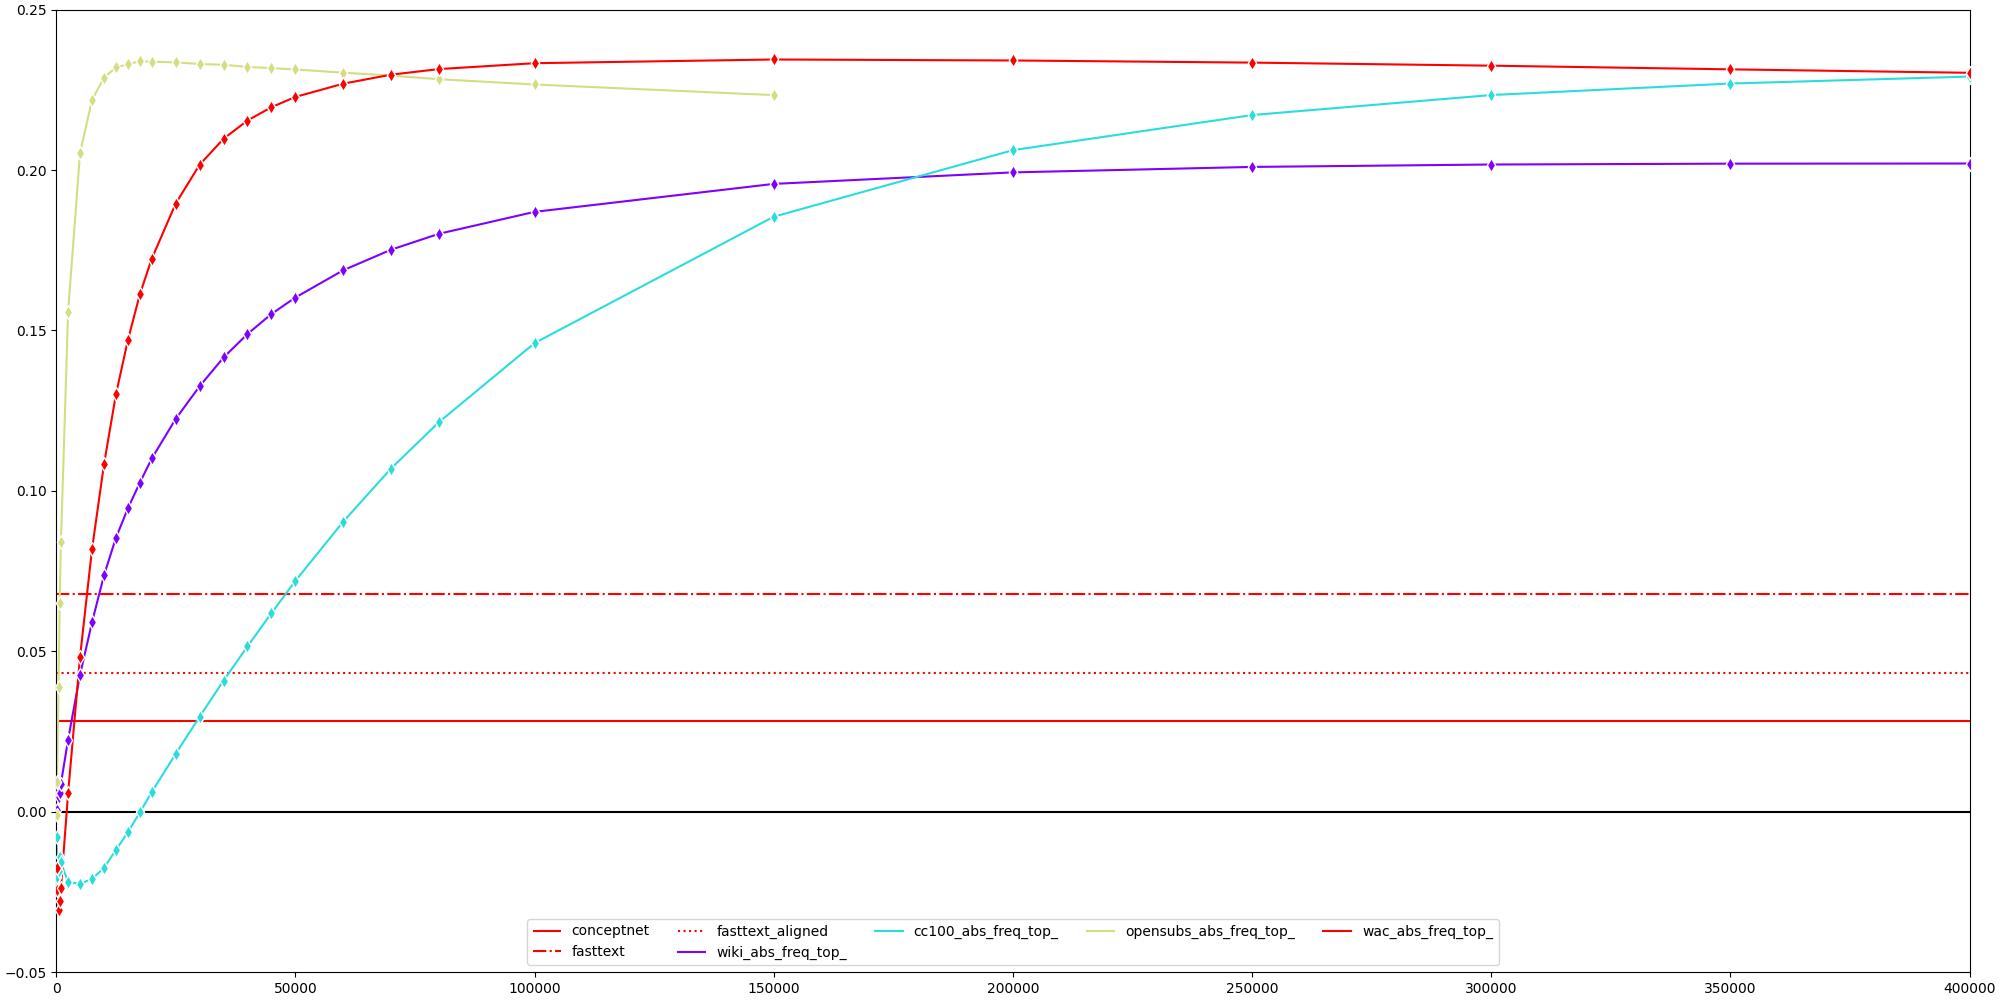 0.25
0.20
0.15
0.10
0.05
0.00
−0.05
0 50000 100000 150000 200000 250000 300000 350000 400000
conceptnet fasttext_aligned cc100_abs_freq_top_ opensubs_abs_freq_top_ wac_abs_freq_top_
fasttext wiki_abs_freq_top_